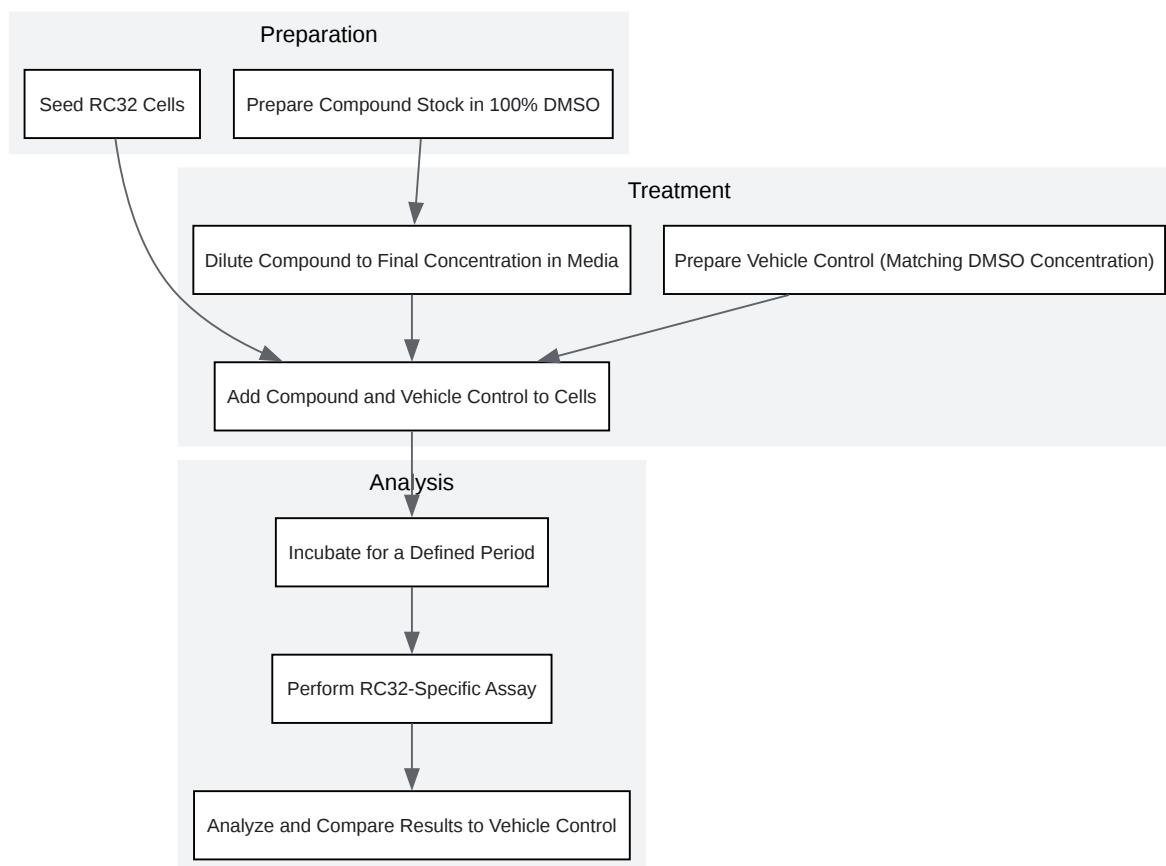 Preparation
Seed RC32 Cells
Prepare Compound Stock in 100% DMSO
Treatment
Dilute Compound to Final Concentration in Media
Prepare Vehicle Control (Matching DMSO Concentration)
Add Compound and Vehicle Control to Cells
Analysis
Incubate for a Defined Period
Perform RC32-Specific Assay
Analyze and Compare Results to Vehicle Control